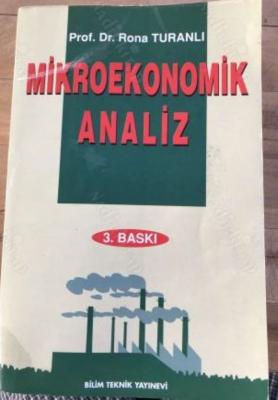 Prof. Dr. Rona TURANLI
MİKROEKONOMİK
ANALİZ
3. BASKI
BİLİM TEKNİK YAYINEVİ